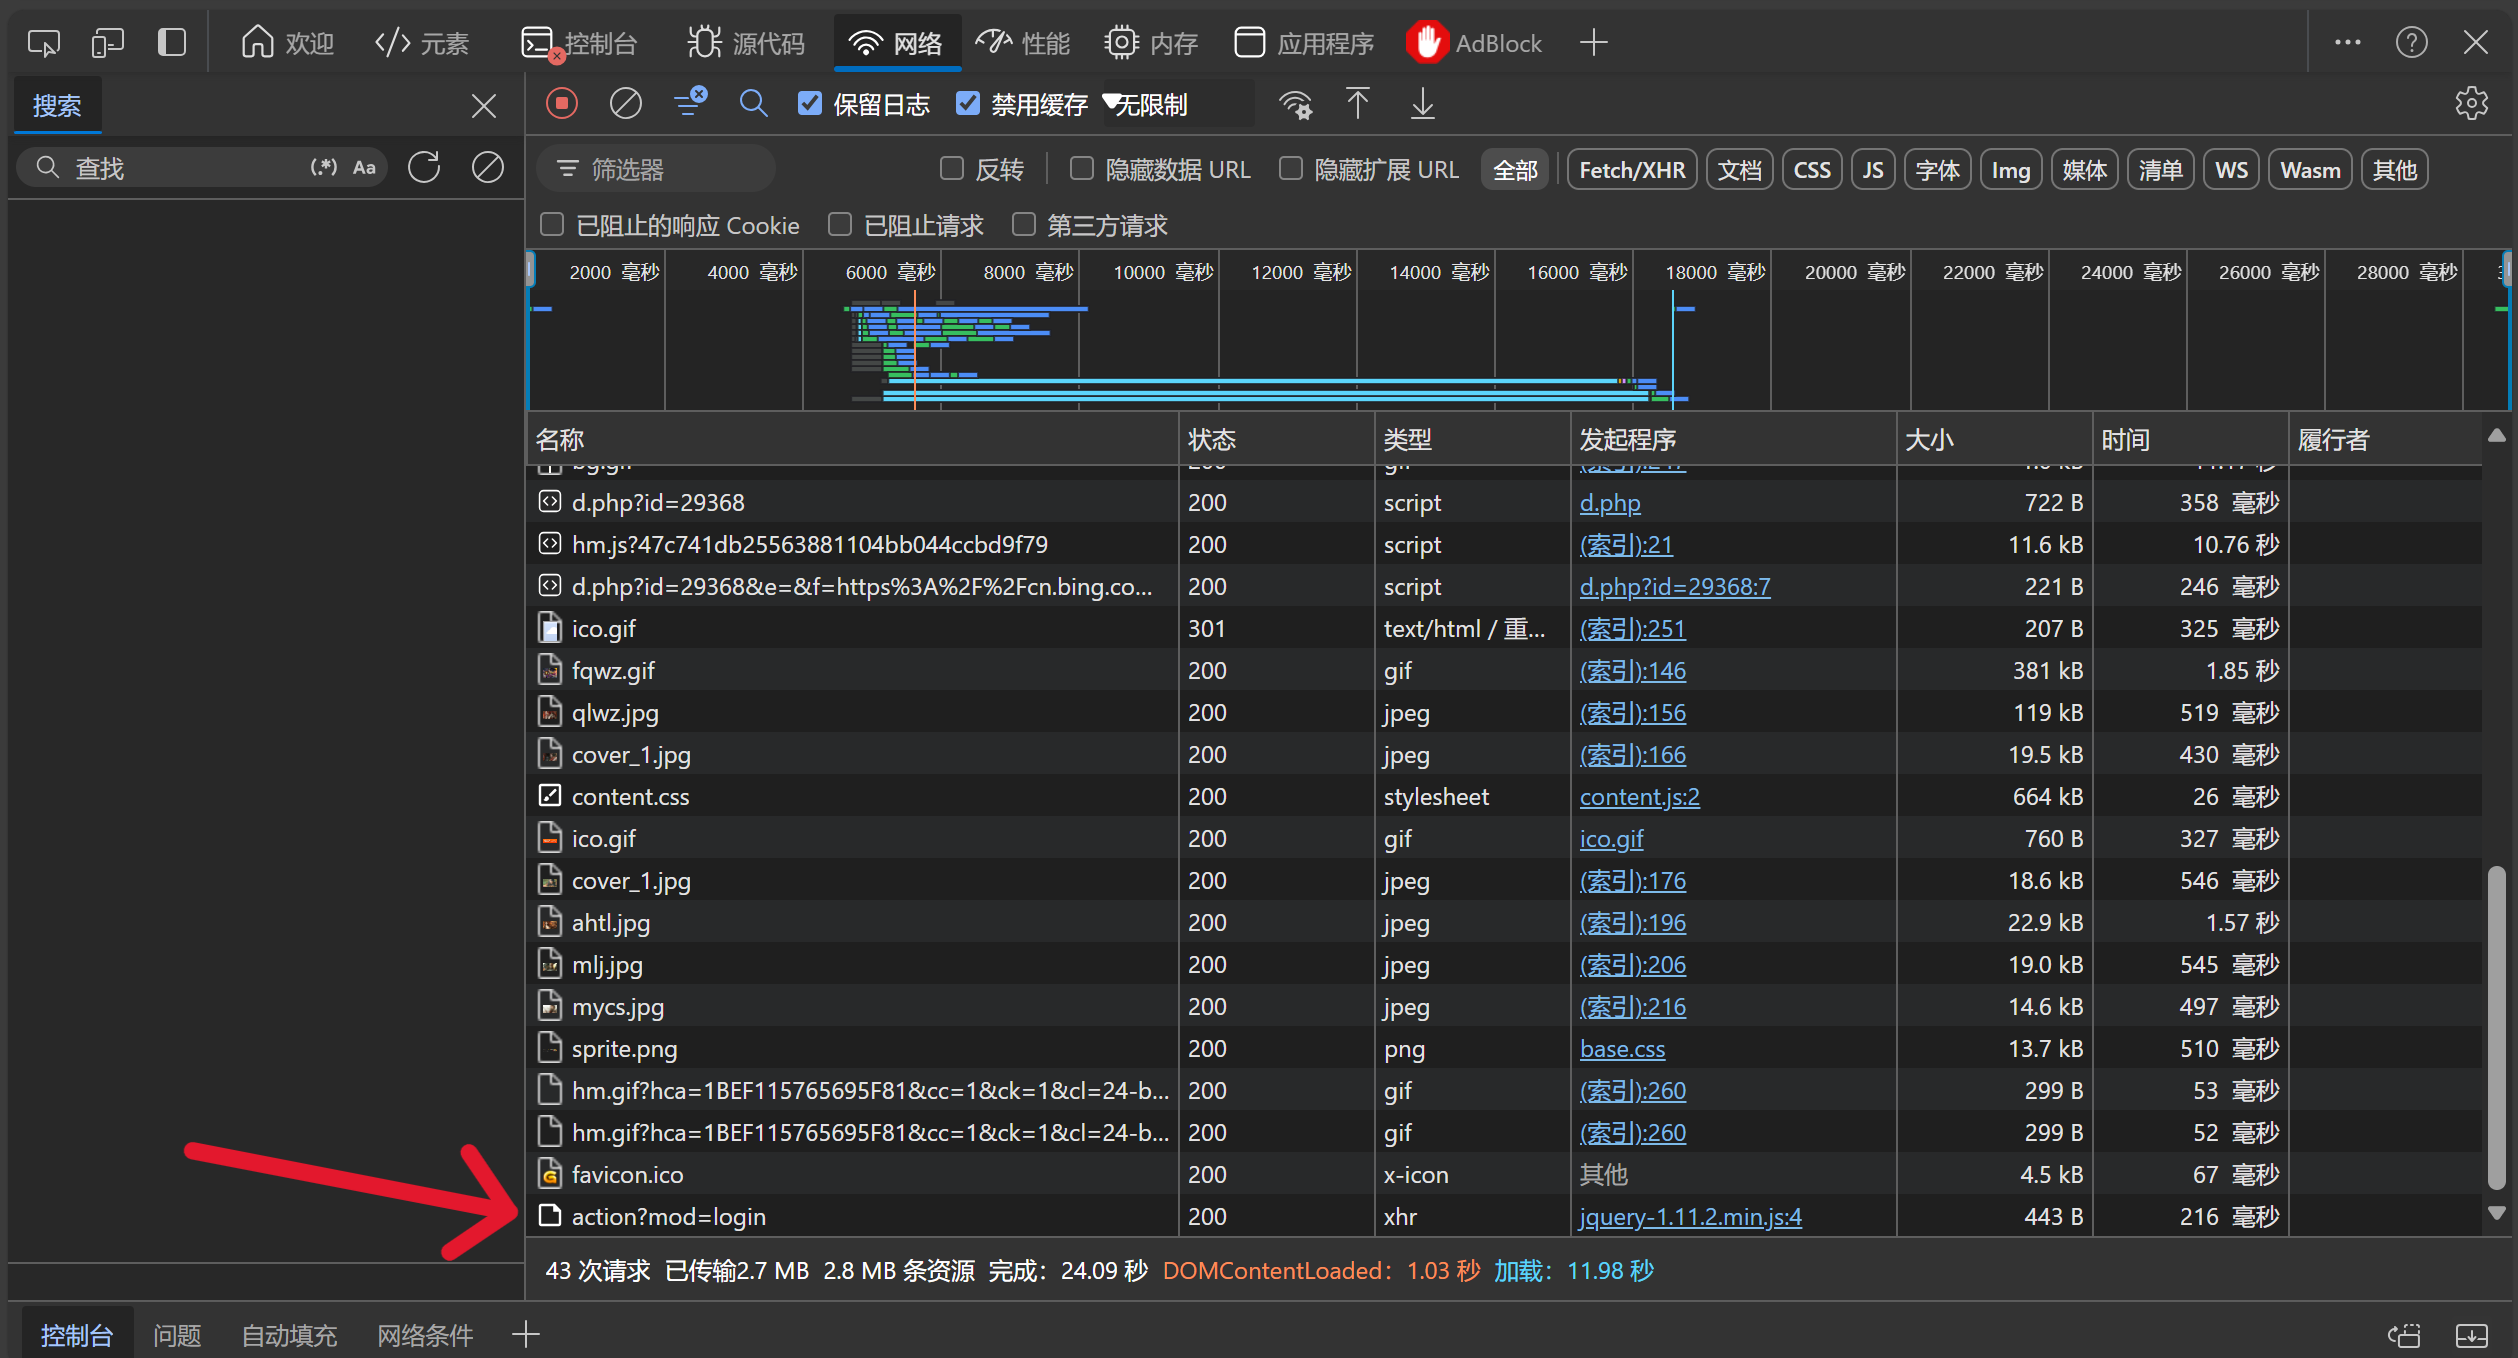 欢迎 元素 控制台 源代码 网络 性能 内存 应用程序 AdBlock
搜索
保留日志 禁用缓存 无限制
查找 (.*) Aa
筛选器 反转 隐藏数据 URL 隐藏扩展 URL 全部 Fetch/XHR 文档 CSS JS 字体 Img 媒体 清单 WS Wasm 其他
已阻止的响应 Cookie 已阻止请求 第三方请求
2000 毫秒 4000 毫秒 6000 毫秒 8000 毫秒 10000 毫秒 12000 毫秒 14000 毫秒 16000 毫秒 18000 毫秒 20000 毫秒 22000 毫秒 24000 毫秒 26000 毫秒 28000 毫秒
名称 状态 类型 发起程序 大小 时间 履行者
d.php?id=29368 200 script d.php 722 B 358 毫秒
hm.js?47c741db25563881104bb044ccbd9f79 200 script (索引):21 11.6 kB 10.76 秒
d.php?id=29368&e=&f=https%3A%2F%2Fcn.bing.co... 200 script d.php?id=29368:7 221 B 246 毫秒
ico.gif 301 text/html / 重... (索引):251 207 B 325 毫秒
fqwz.gif 200 gif (索引):146 381 kB 1.85 秒
qlwz.jpg 200 jpeg (索引):156 119 kB 519 毫秒
cover_1.jpg 200 jpeg (索引):166 19.5 kB 430 毫秒
content.css 200 stylesheet content.js:2 664 kB 26 毫秒
ico.gif 200 gif ico.gif 760 B 327 毫秒
cover_1.jpg 200 jpeg (索引):176 18.6 kB 546 毫秒
ahtl.jpg 200 jpeg (索引):196 22.9 kB 1.57 秒
mlj.jpg 200 jpeg (索引):206 19.0 kB 545 毫秒
mycs.jpg 200 jpeg (索引):216 14.6 kB 497 毫秒
sprite.png 200 png base.css 13.7 kB 510 毫秒
hm.gif?hca=1BEF115765695F81&cc=1&ck=1&cl=24-b... 200 gif (索引):260 299 B 53 毫秒
hm.gif?hca=1BEF115765695F81&cc=1&ck=1&cl=24-b... 200 gif (索引):260 299 B 52 毫秒
favicon.ico 200 x-icon 其他 4.5 kB 67 毫秒
action?mod=login 200 xhr jquery-1.11.2.min.js:4 443 B 216 毫秒
43 次请求 已传输2.7 MB 2.8 MB 条资源 完成：24.09 秒 DOMContentLoaded：1.03 秒 加载：11.98 秒
控制台 问题 自动填充 网络条件